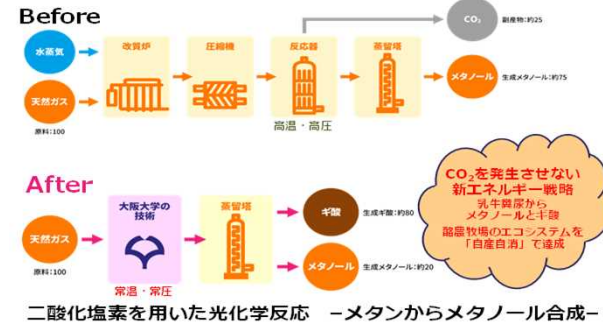 Before
水蒸気
天然ガス
原料:100
改質炉
圧縮機
反応器
高温・高圧
蒸留塔
CO₂
副産物:約25
メタノール
生成メタノール:約75
After
天然ガス
原料:100
大阪大学の
技術
常温・常圧
蒸留塔
ギ酸
生成ギ酸:約80
メタノール
生成メタノール:約20
CO₂を発生させない
新エネルギー戦略
乳牛糞尿から
メタノールとギ酸
酪農牧場のエコシステムを
「自産自消」で達成
二酸化塩素を用いた光化学反応 −メタンからメタノール合成−